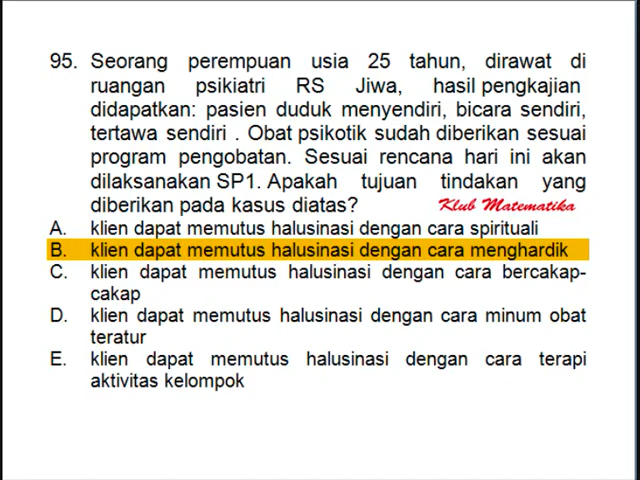 95. Seorang perempuan usia 25 tahun, dirawat di
ruangan psikiatri RS Jiwa, hasil pengkajian
didapatkan: pasien duduk menyendiri, bicara sendiri,
tertawa sendiri . Obat psikotik sudah diberikan sesuai
program pengobatan. Sesuai rencana hari ini akan
dilaksanakan SP1. Apakah tujuan tindakan yang
diberikan pada kasus diatas? Klub Matematika
A. klien dapat memutus halusinasi dengan cara spirituali
B. klien dapat memutus halusinasi dengan cara menghardik
C. klien dapat memutus halusinasi dengan cara bercakap-
cakap
D. klien dapat memutus halusinasi dengan cara minum obat
teratur
E. klien dapat memutus halusinasi dengan cara terapi
aktivitas kelompok